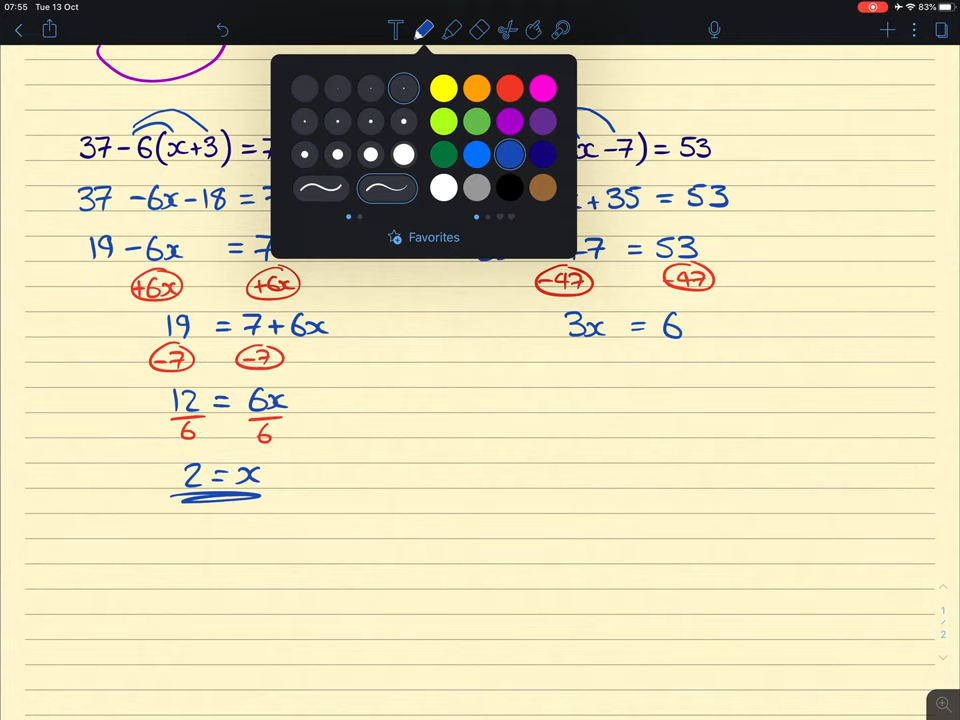 07:55 Tue 13 Oct 83%
T
Favorites
37 - 6(x+3) = 7
37 - 6x - 18 = 7
19 - 6x = 7
+6x +6x
19 = 7 + 6x
-7 -7
12 = 6x
6 6
2 = x
x - 7) = 53
+ 35 = 53
7 = 53
-47 -47
3x = 6
1
/
2